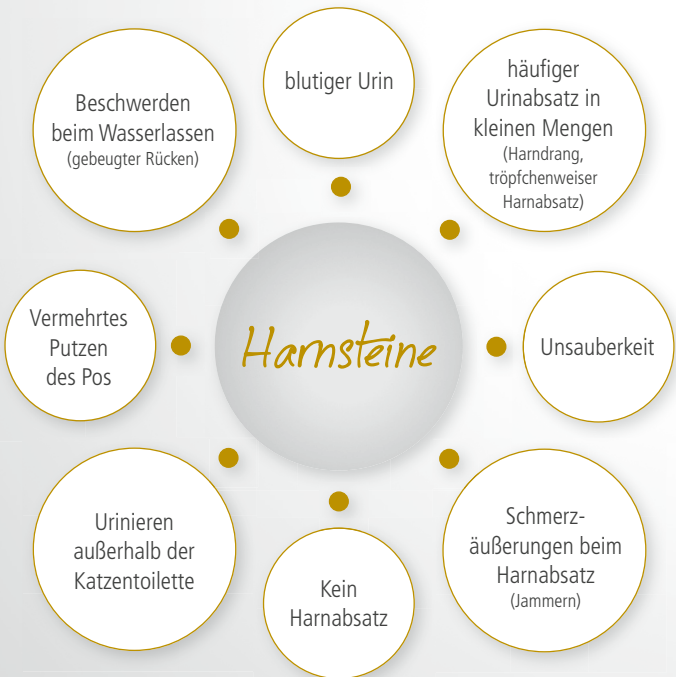 blutiger Urin
häufiger
Urinabsatz in
kleinen Mengen
(Harndrang,
tröpfchenweiser
Harnabsatz)
Beschwerden
beim Wasserlassen
(gebeugter Rücken)
Vermehrtes
Putzen
des Pos
Harnsteine
Unsauberkeit
Urinieren
außerhalb der
Katzentoilette
Kein
Harnabsatz
Schmerz-
äußerungen beim
Harnabsatz
(Jammern)